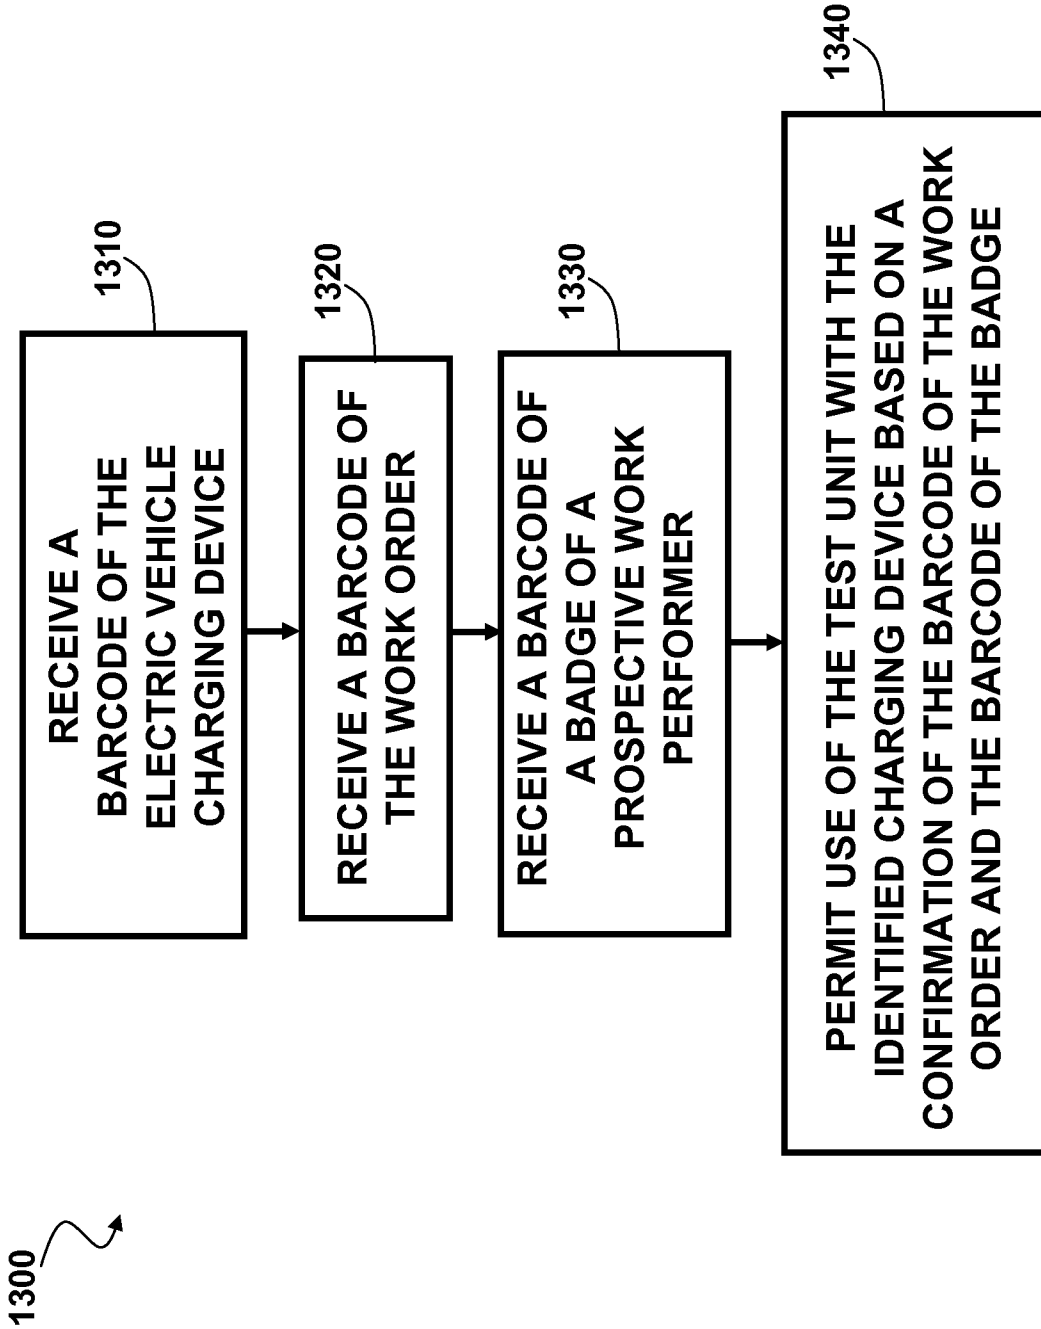 1300
1310
RECEIVE A
BARCODE OF THE
ELECTRIC VEHICLE
CHARGING DEVICE
1320
RECEIVE A BARCODE OF
THE WORK ORDER
1330
RECEIVE A BARCODE OF
A BADGE OF A
PROSPECTIVE WORK
PERFORMER
1340
PERMIT USE OF THE TEST UNIT WITH THE
IDENTIFIED CHARGING DEVICE BASED ON A
CONFIRMATION OF THE BARCODE OF THE WORK
ORDER AND THE BARCODE OF THE BADGE